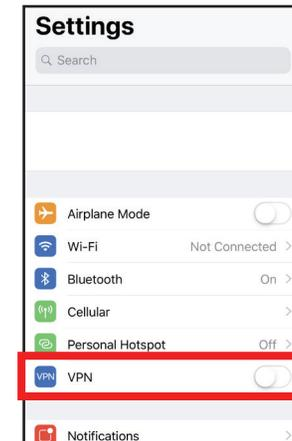 Settings
Search
Airplane Mode
Wi-Fi Not Connected
Bluetooth On
Cellular
Personal Hotspot Off
VPN VPN
Notifications